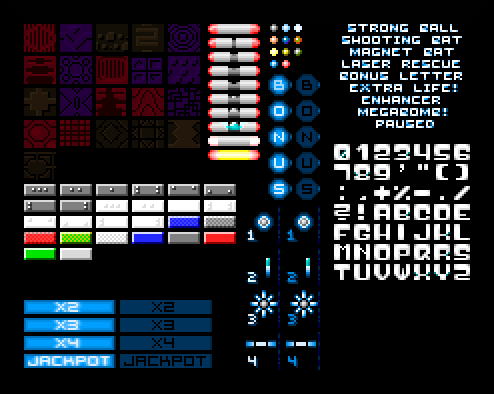 STRONG BALL
SHOOTING BAT
MAGNET BAT
LASER RESCUE
BONUS LETTER
EXTRA LIFE!
ENHANCER
MEGABOMB!
PAUSED
B B
O O
N N
U U
S S
0123456
789'"()
:.,+%-./
?!ABCDE
FGHIJKL
MNOPQRS
TUVWXYZ
1 1
2 2
3 3
4 4
X2 X2
X3 X3
X4 X4
JACKPOT JACKPOT